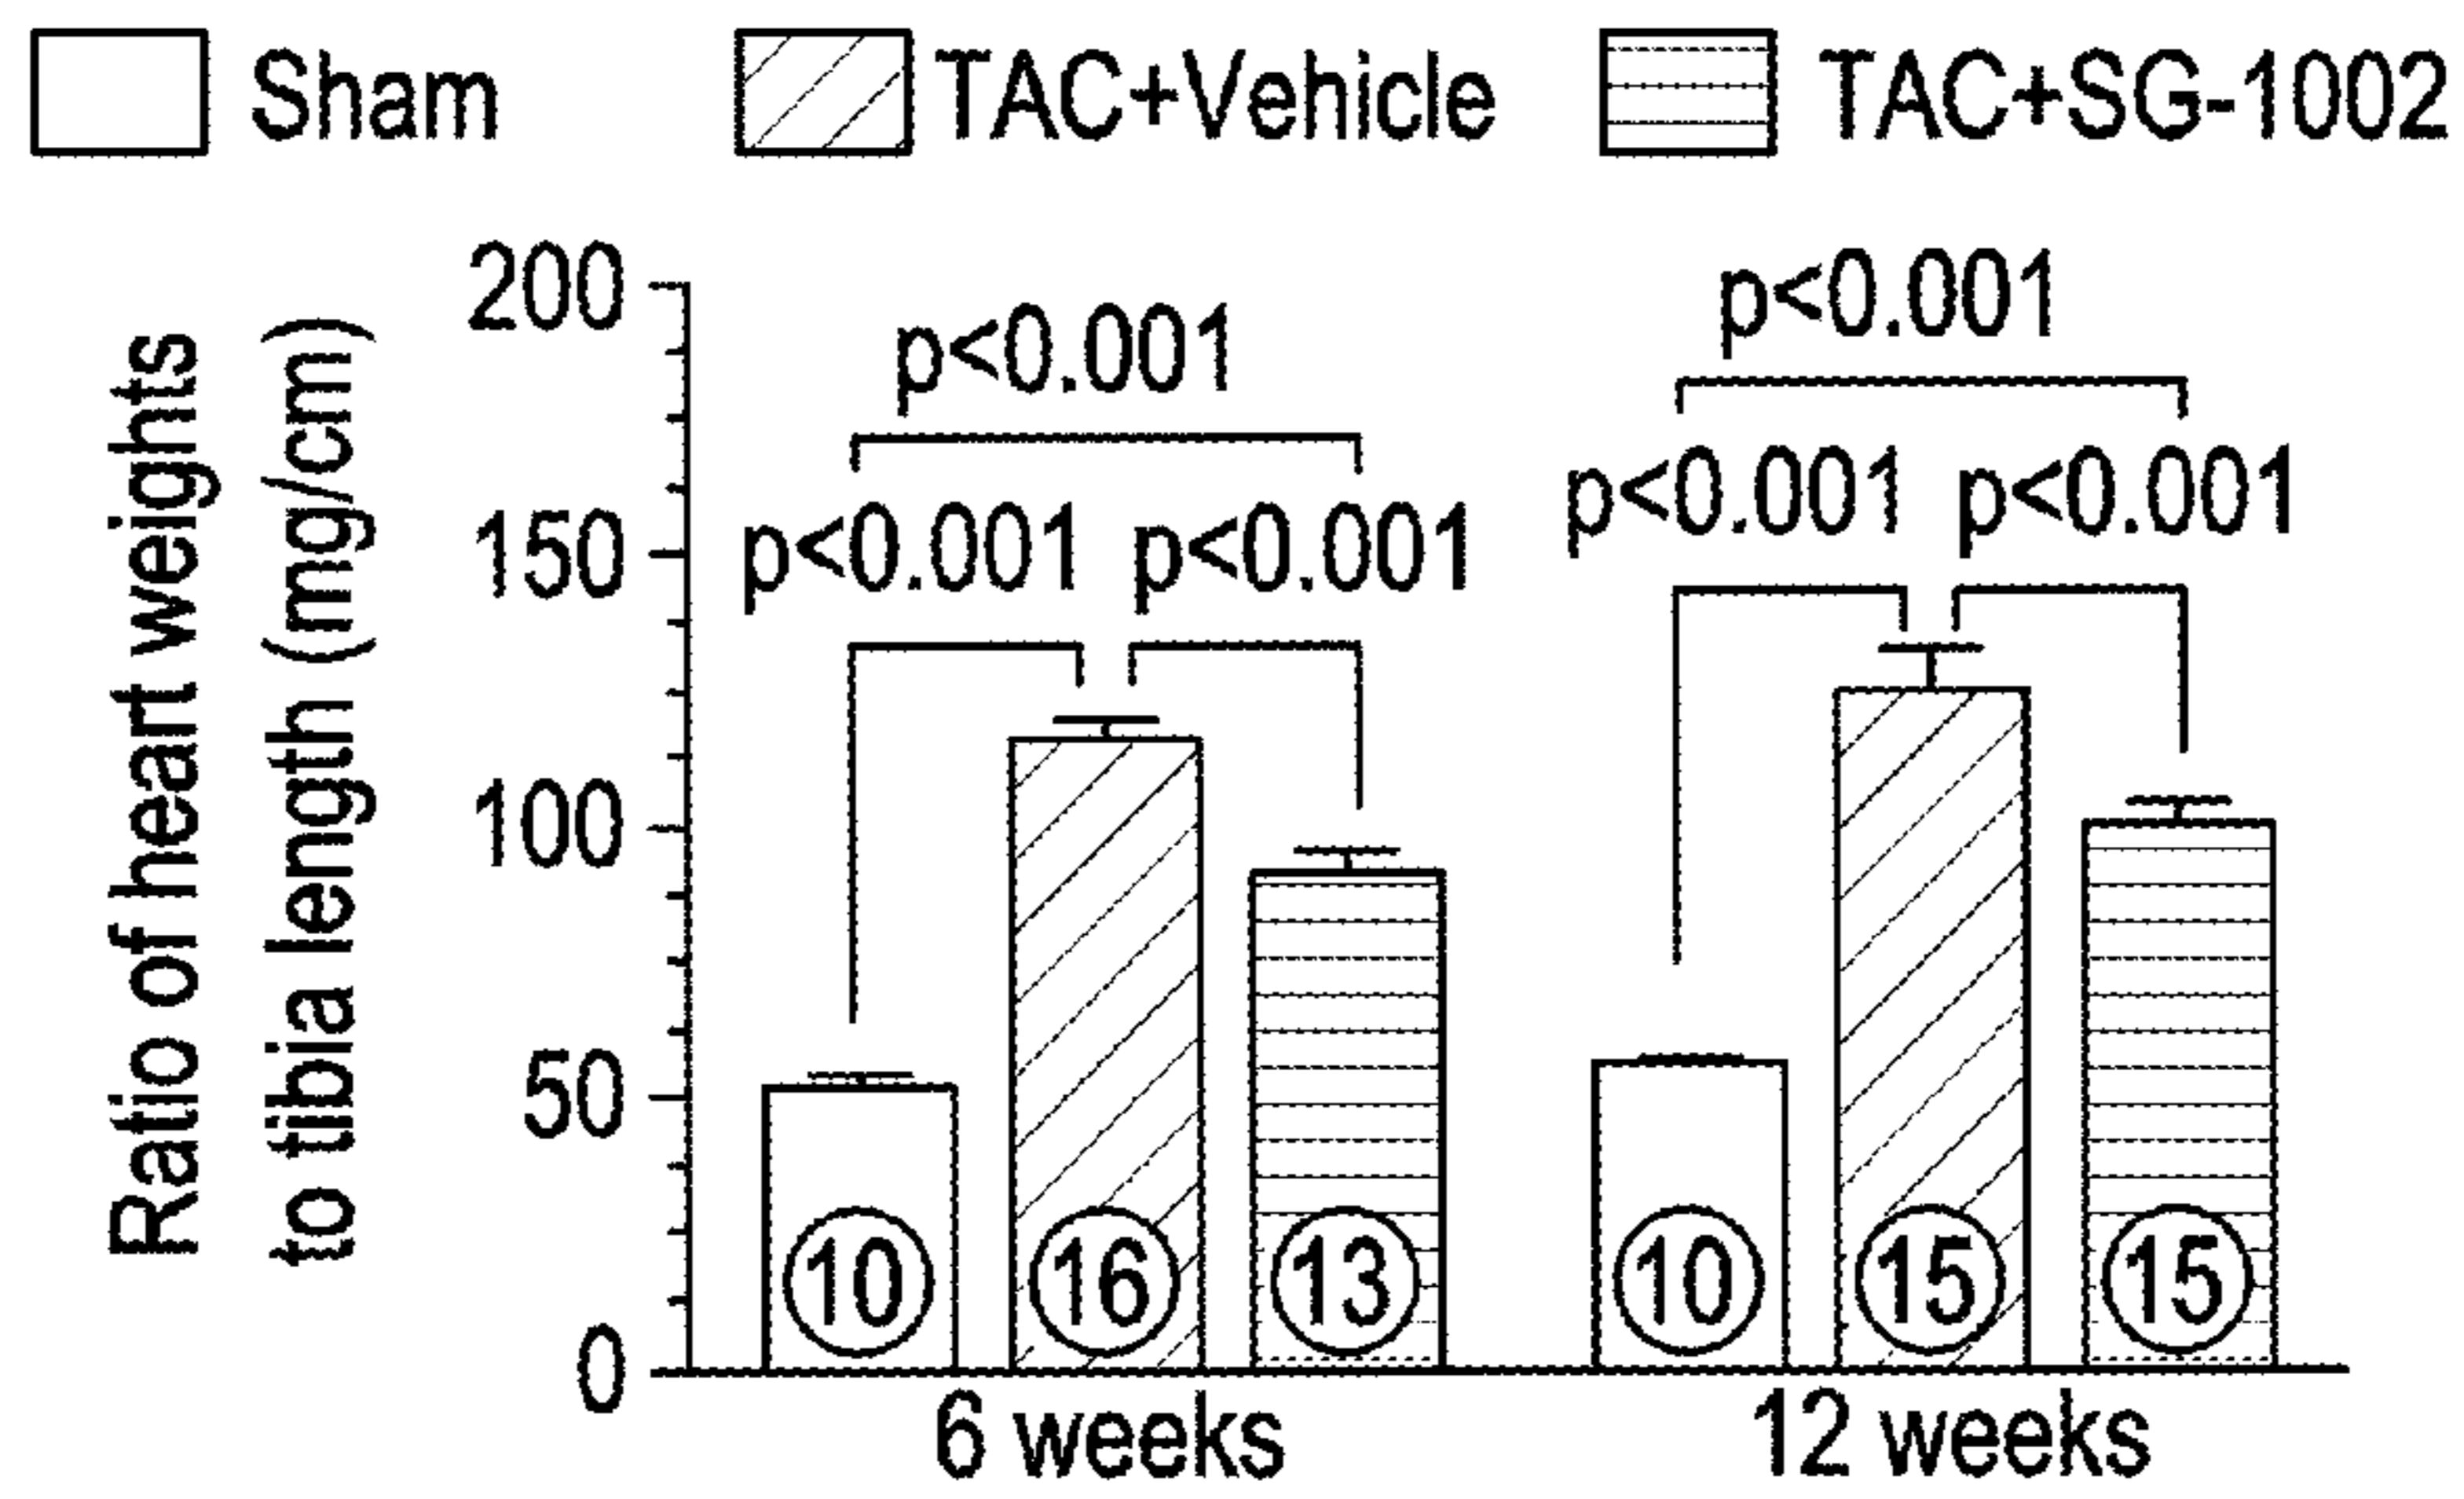 Sham TAC+Vehicle TAC+SG-1002
Ratio of heart weights
to tibia length (mg/cm)
200
150
100
50
0
p<0.001
p<0.001 p<0.001
p<0.001
p<0.001 p<0.001
10 16 13 10 15 15
6 weeks 12 weeks